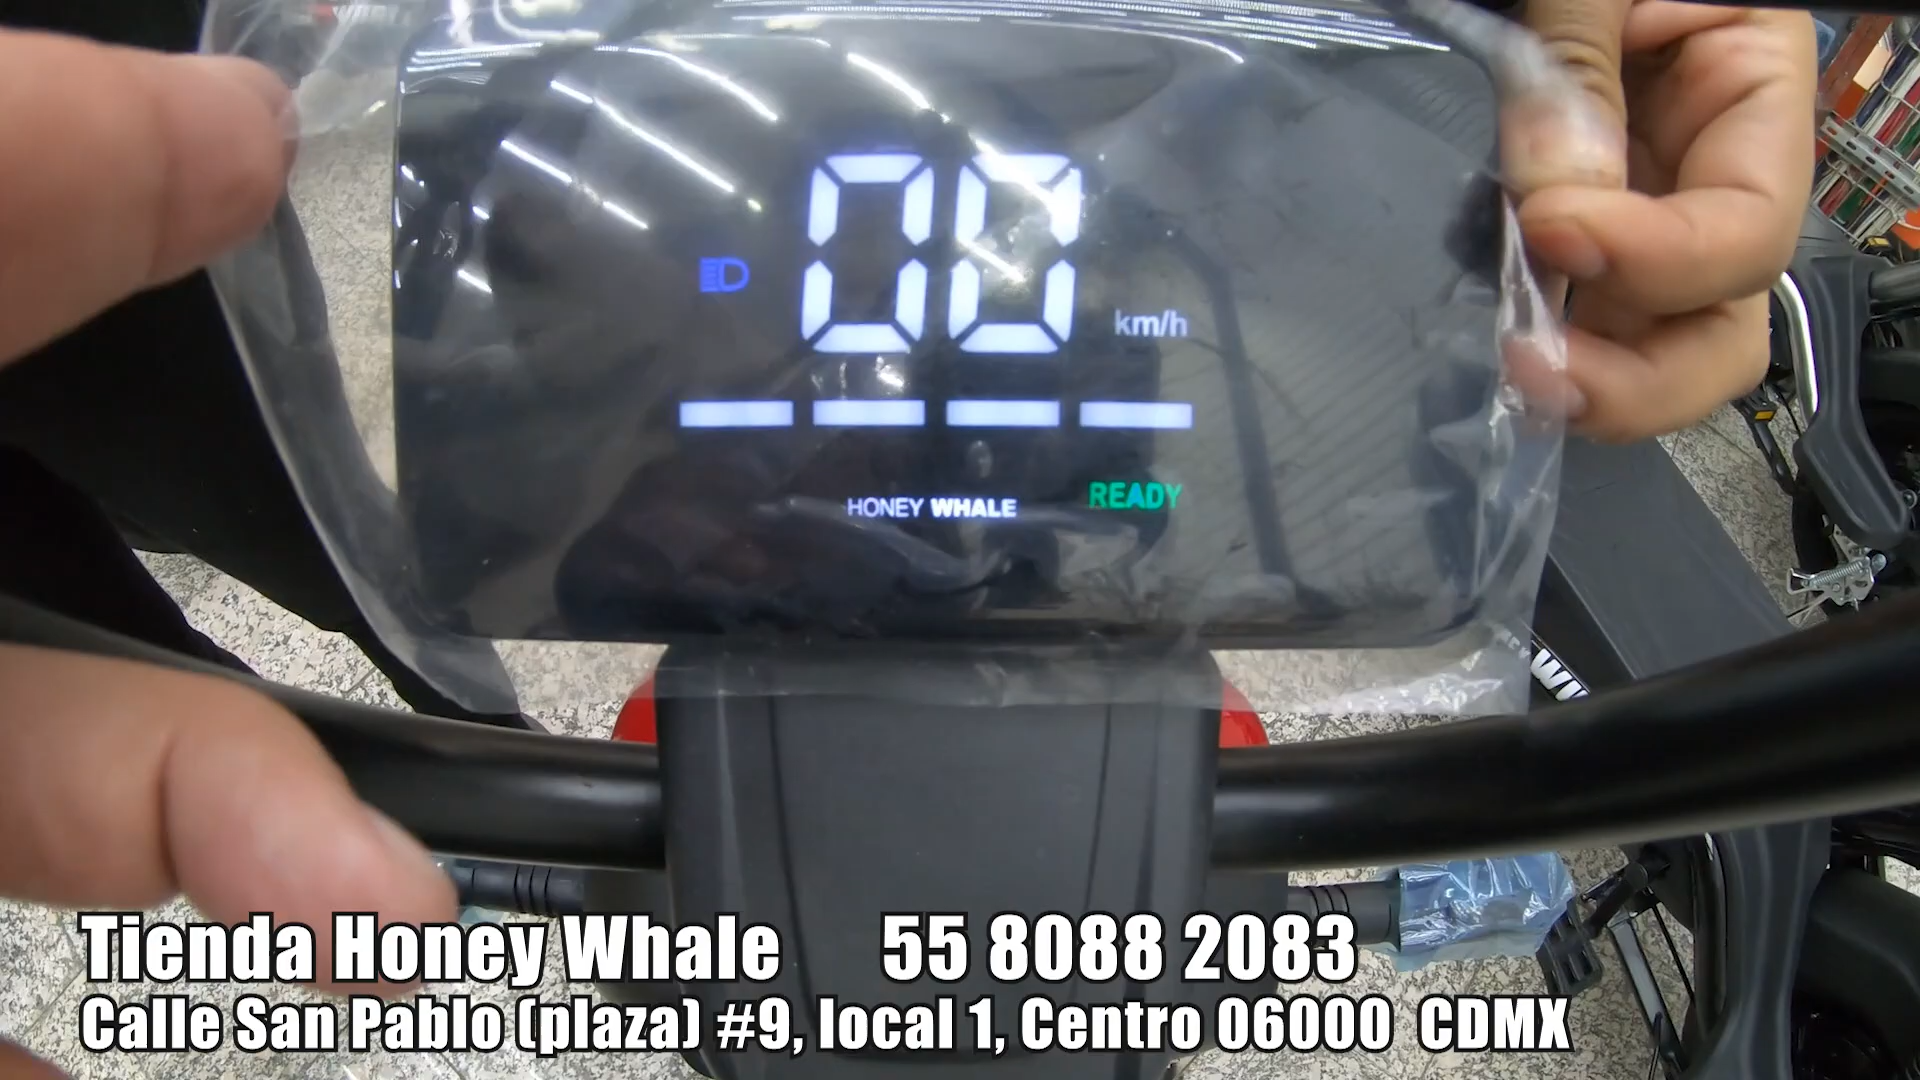 00
km/h
HONEY WHALE
READY
Tienda Honey Whale 55 8088 2083
Calle San Pablo (plaza) #9, local 1, Centro 06000 CDMX